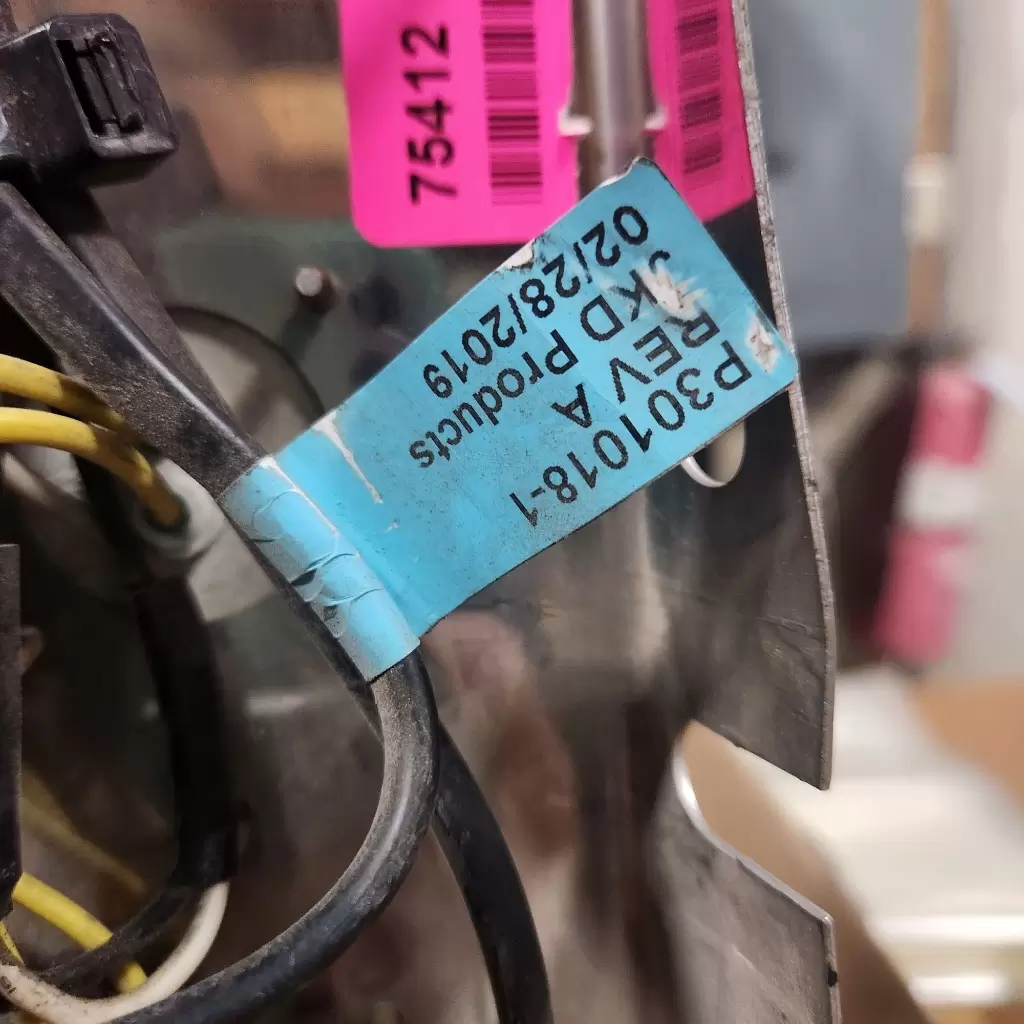 75412
P301018-1
REV A
JKD Products
02/28/2019